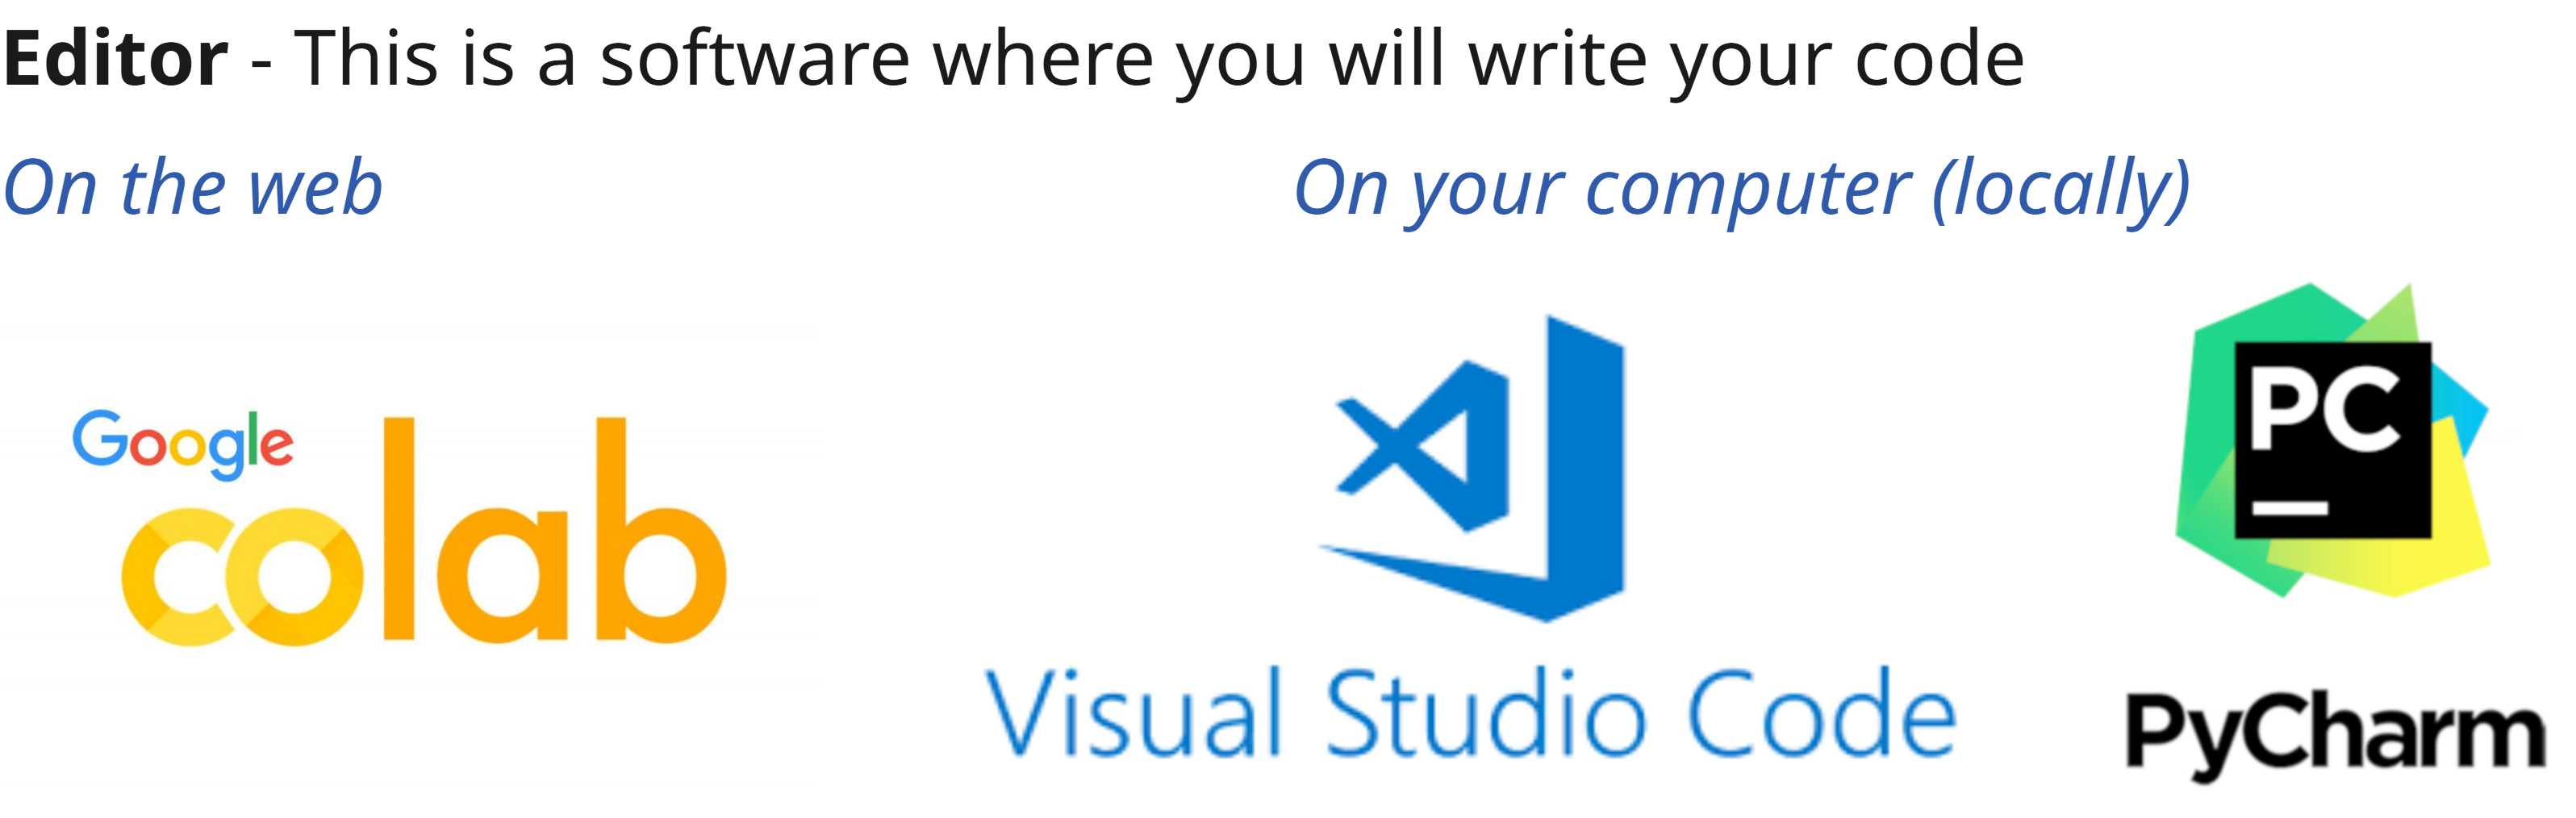 Editor - This is a software where you will write your code
On the web
On your computer (locally)
Google
colab
Visual Studio Code
PC
PyCharm